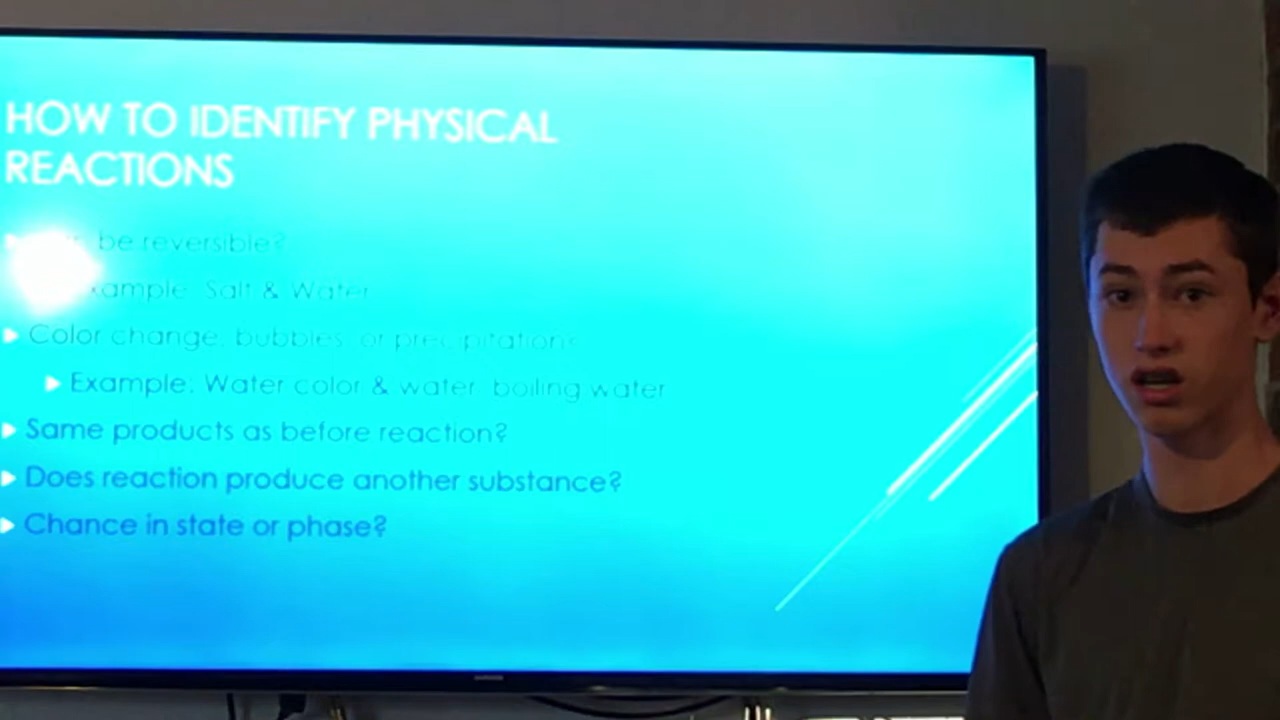 HOW TO IDENTIFY PHYSICAL
REACTIONS
be reversible?
Example: Salt & Water
Color change, bubbles, or precipitations
Example: Water color & water, boiling water
Same products as before reaction?
Does reaction produce another substance?
Chance in state or phase?